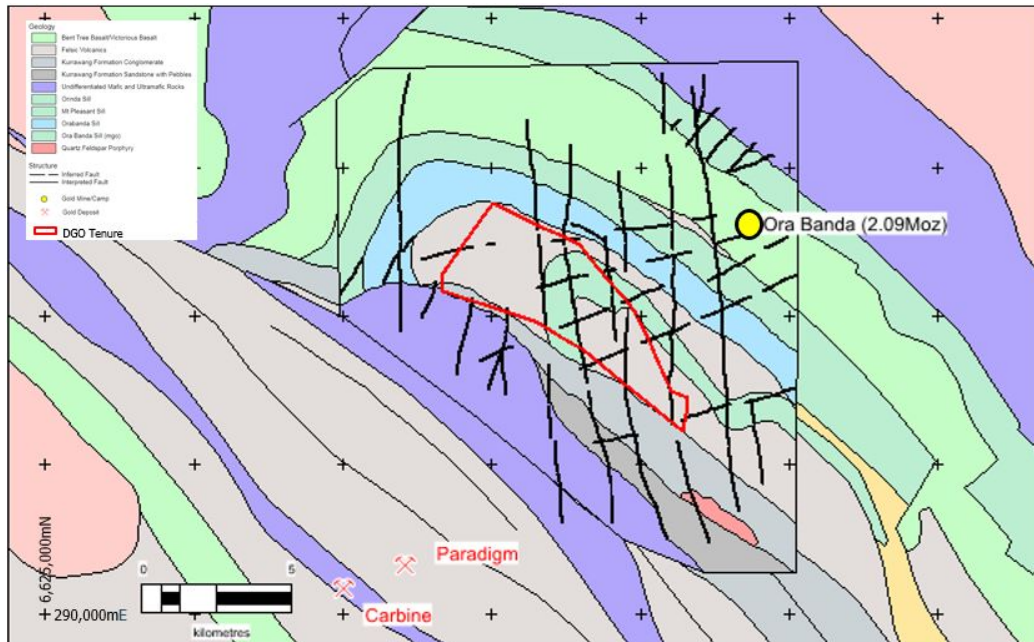 Geology
Bent Tree Basalt/Victorious Basalt
Felsic Volcanics
Kurrawang Formation Conglomerate
Kurrawang Formation Sandstone with Pebbles
Undifferentiated Mafic and Ultramafic Rocks
Orinda Sill
Mt Pleasant Sill
Orabanda Sill
Ora Banda Sill (mgo)
Quartz Feldspar Porphyry
Structure
Inferred Fault
Interpreted Fault
Gold Mine/Camp
Gold Deposit
DGO Tenure
Ora Banda (2.09Moz)
Paradigm
Carbine
0 5
kilometres
6,625,000mN
290,000mE